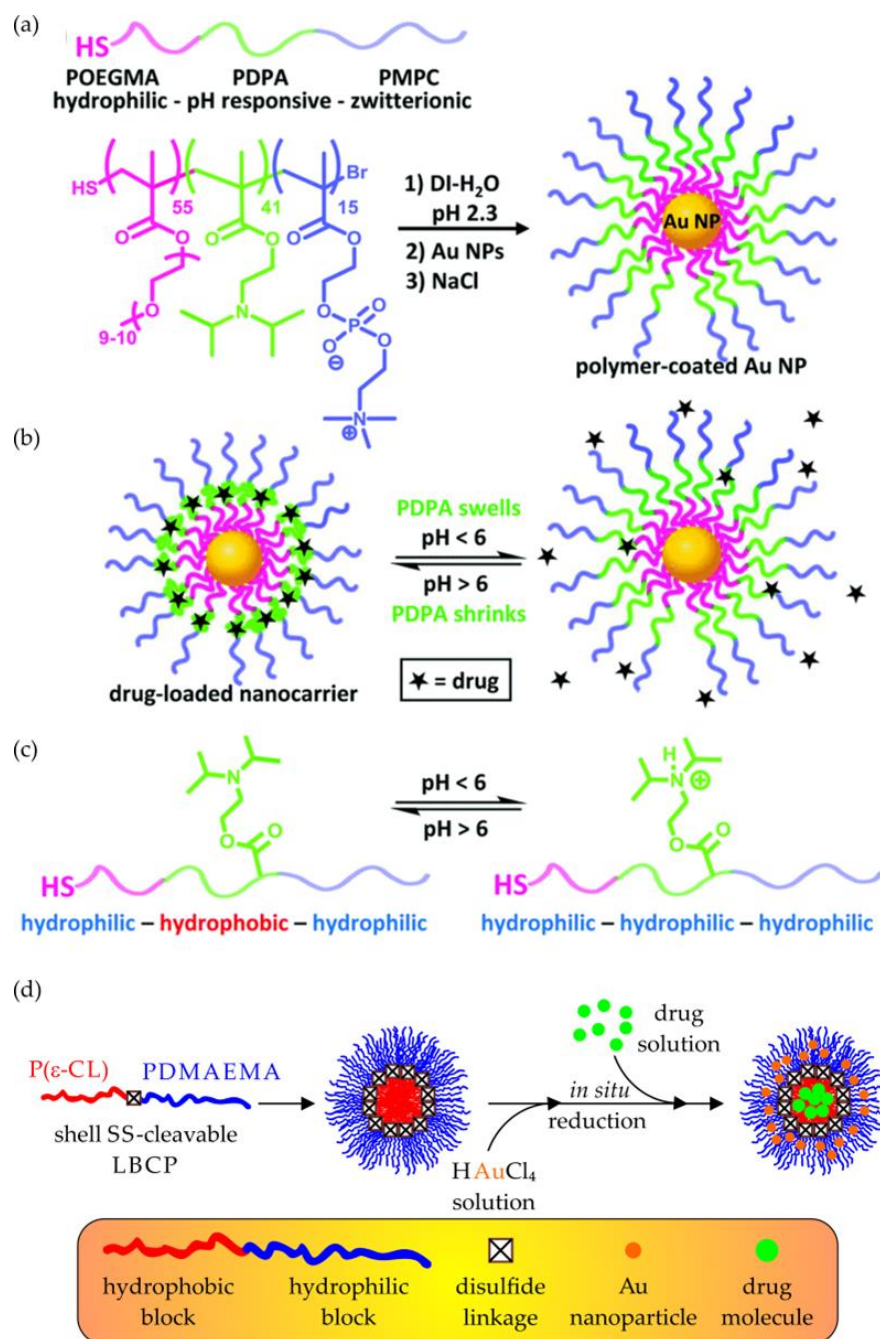 (a)
HS
POEGMA PDPA PMPC
hydrophilic - pH responsive - zwitterionic
HS
55
41
15
Br
O
O
O
O
O
O
O
9-10
N
O
P
O
O
O
⊖
N
⊕
1) DI-H₂O
pH 2.3
2) Au NPs
3) NaCl
Au NP
polymer-coated Au NP
(b)
PDPA swells
pH < 6
pH > 6
PDPA shrinks
★ = drug
drug-loaded nanocarrier
(c)
N
O
O
HS
hydrophilic – hydrophobic – hydrophilic
pH < 6
pH > 6
H
N
⊕
O
O
HS
hydrophilic – hydrophilic – hydrophilic
(d)
P(ε-CL)
PDMAEMA
shell SS-cleavable
LBCP
drug
solution
in situ
reduction
HAuCl₄
solution
hydrophobic
block
hydrophilic
block
disulfide
linkage
Au
nanoparticle
drug
molecule